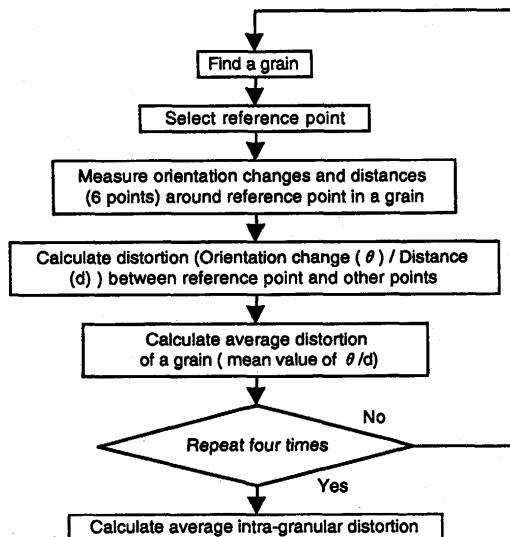 Find a grain
Select reference point
Measure orientation changes and distances
(6 points) around reference point in a grain
Calculate distortion (Orientation change ( θ ) / Distance
(d) ) between reference point and other points
Calculate average distortion
of a grain ( mean value of θ /d)
No
Repeat four times
Yes
Calculate average intra-granular distortion